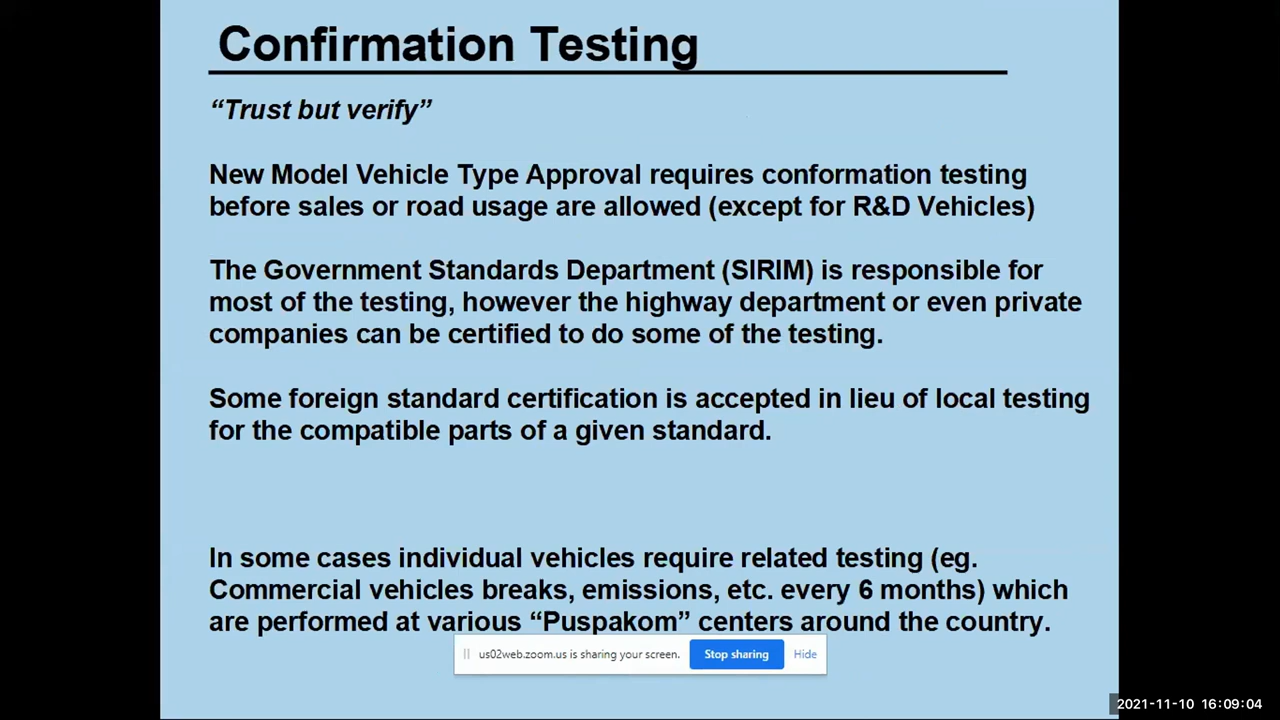 Confirmation Testing
“Trust but verify”
New Model Vehicle Type Approval requires conformation testing
before sales or road usage are allowed (except for R&D Vehicles)
The Government Standards Department (SIRIM) is responsible for
most of the testing, however the highway department or even private
companies can be certified to do some of the testing.
Some foreign standard certification is accepted in lieu of local testing
for the compatible parts of a given standard.
In some cases individual vehicles require related testing (eg.
Commercial vehicles breaks, emissions, etc. every 6 months) which
are performed at various “Puspakom” centers around the country.
us02web.zoom.us is sharing your screen. Stop sharing Hide
2021-11-10 16:09:04